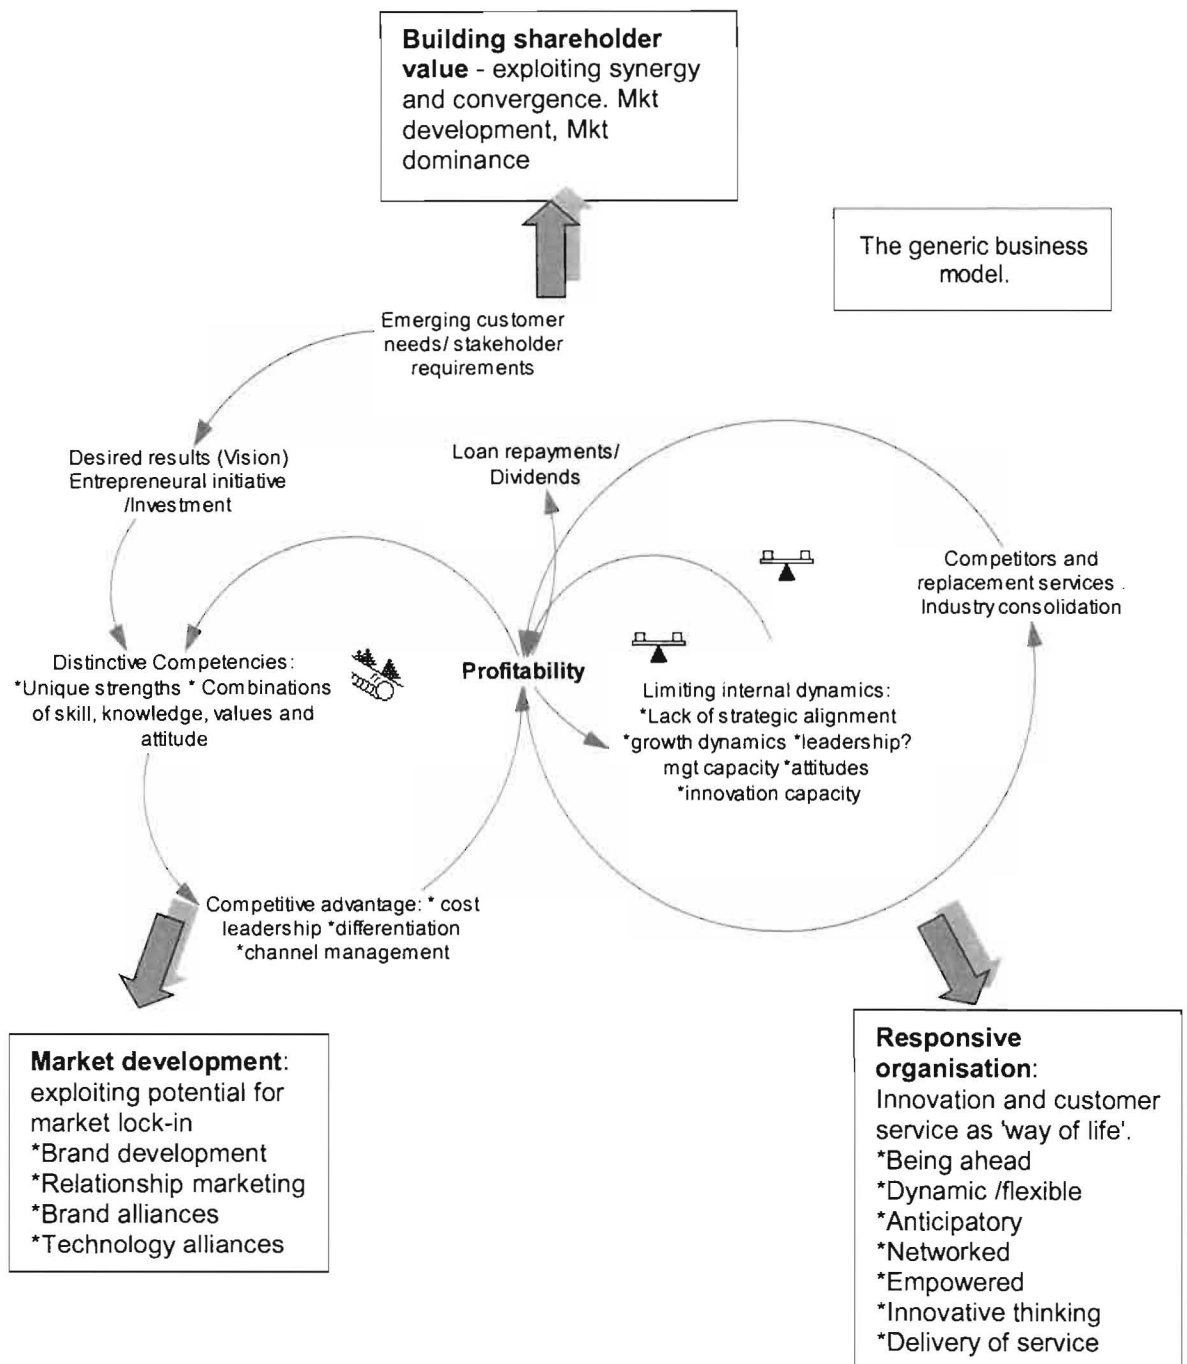 Building shareholder
value - exploiting synergy
and convergence. Mkt
development, Mkt
dominance
The generic business
model.
Emerging customer
needs/ stakeholder
requirements
Desired results (Vision)
Entrepreneural initiative
/Investment
Loan repayments/
Dividends
Competitors and
replacement services .
Industry consolidation
Distinctive Competencies:
*Unique strengths * Combinations
of skill, knowledge, values and
attitude
Profitability
Limiting internal dynamics:
*Lack of strategic alignment
*growth dynamics *leadership?
mgt capacity *attitudes
*innovation capacity
Competitive advantage: * cost
leadership *differentiation
*channel management
Market development:
exploiting potential for
market lock-in
*Brand development
*Relationship marketing
*Brand alliances
*Technology alliances
Responsive
organisation:
Innovation and customer
service as 'way of life'.
*Being ahead
*Dynamic /flexible
*Anticipatory
*Networked
*Empowered
*Innovative thinking
*Delivery of service